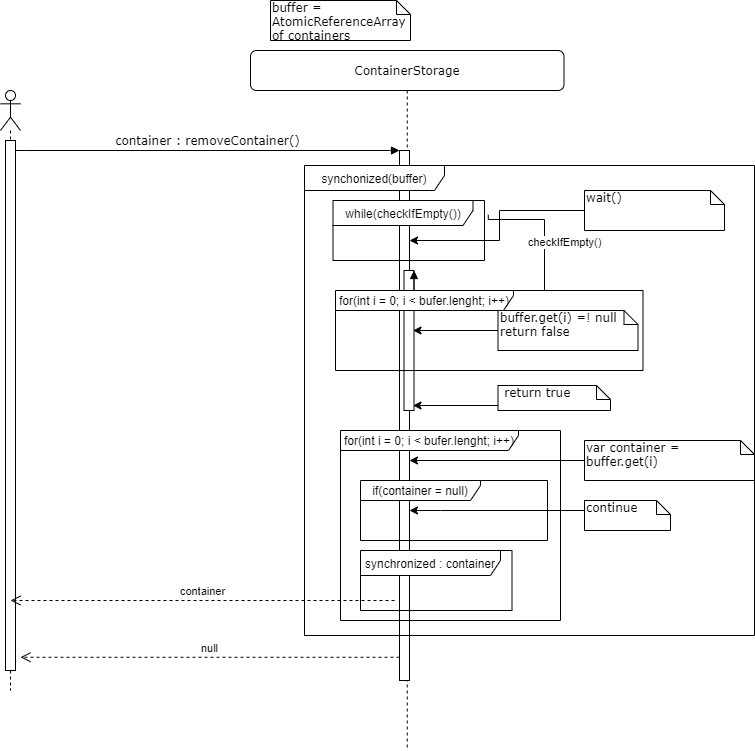 buffer =
AtomicReferenceArray
of containers
ContainerStorage
container : removeContainer()
synchonized(buffer)
wait()
while(checkIfEmpty())
checkIfEmpty()
for(int i = 0; i < bufer.lenght; i++)
buffer.get(i) =! null
return false
return true
for(int i = 0; i < bufer.lenght; i++)
var container =
buffer.get(i)
if(container = null)
continue
synchronized : container
container
null